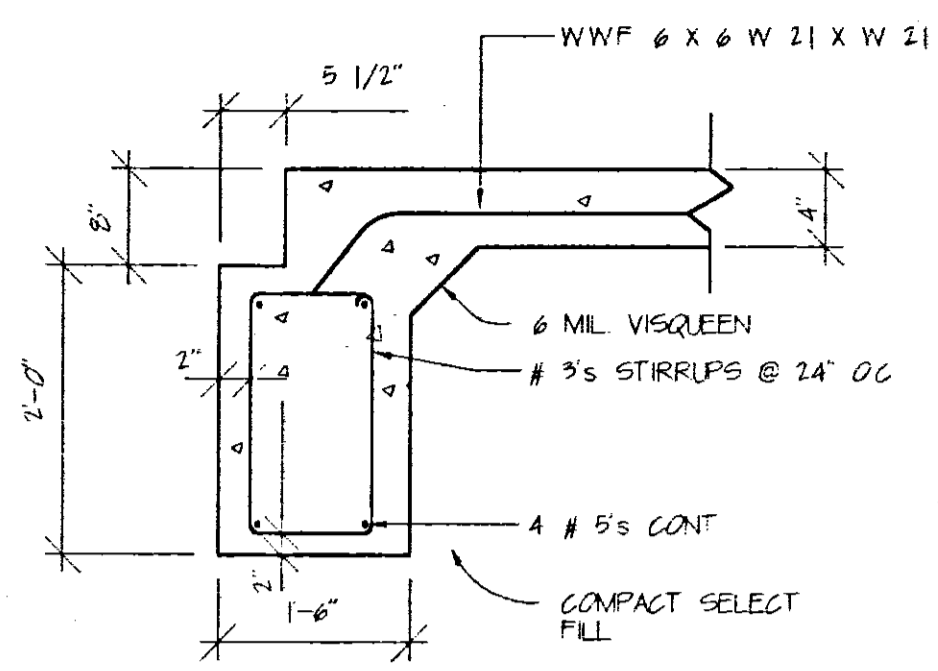 WWF 6 X 6 W 21 X W 21
5 1/2"
8"
4"
6 MIL. VISQUEEN
# 3's STIRRUPS @ 24" OC
2"
2'-0"
4 # 5's CONT
2"
1'-6"
COMPACT SELECT
FILL